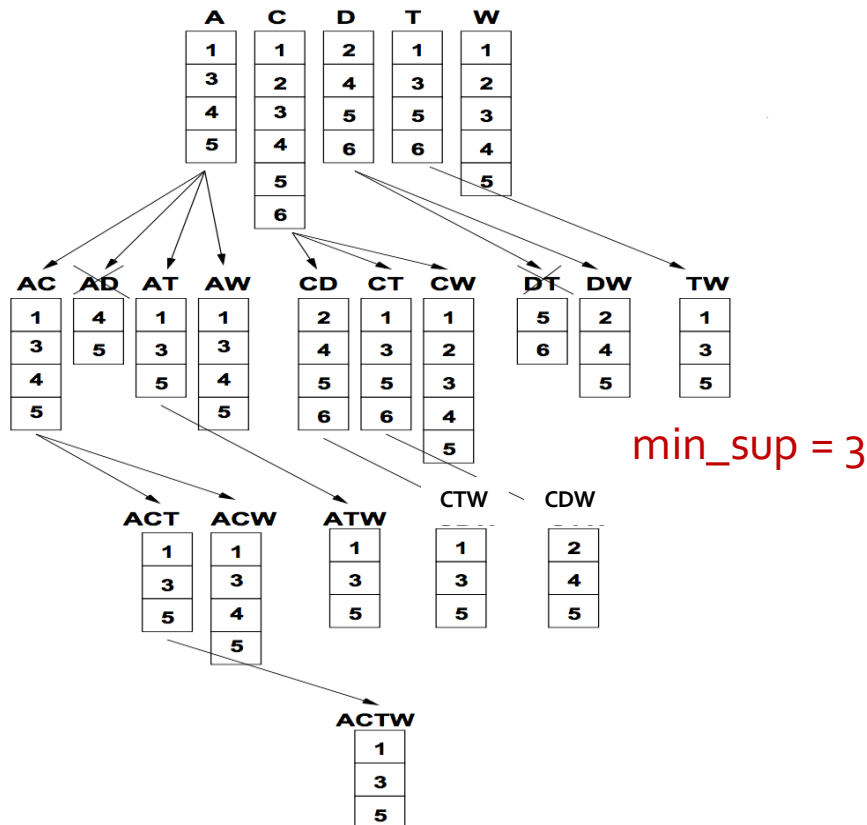 A C D T W
1 1 2 1 1
3 2 4 3 2
4 3 5 5 3
5 4 6 6 4
5 5
6
AC AD AT AW CD CT CW DT DW TW
1 4 1 1 2 1 1 5 2 1
3 5 3 3 4 3 2 6 4 3
4 5 4 5 5 3 5 5
5 5 6 6 4
5
min_sup = 3
CTW CDW
ACT ACW ATW
1 1 1 1 2
3 3 3 3 4
5 4 5 5 5
5
ACTW
1
3
5